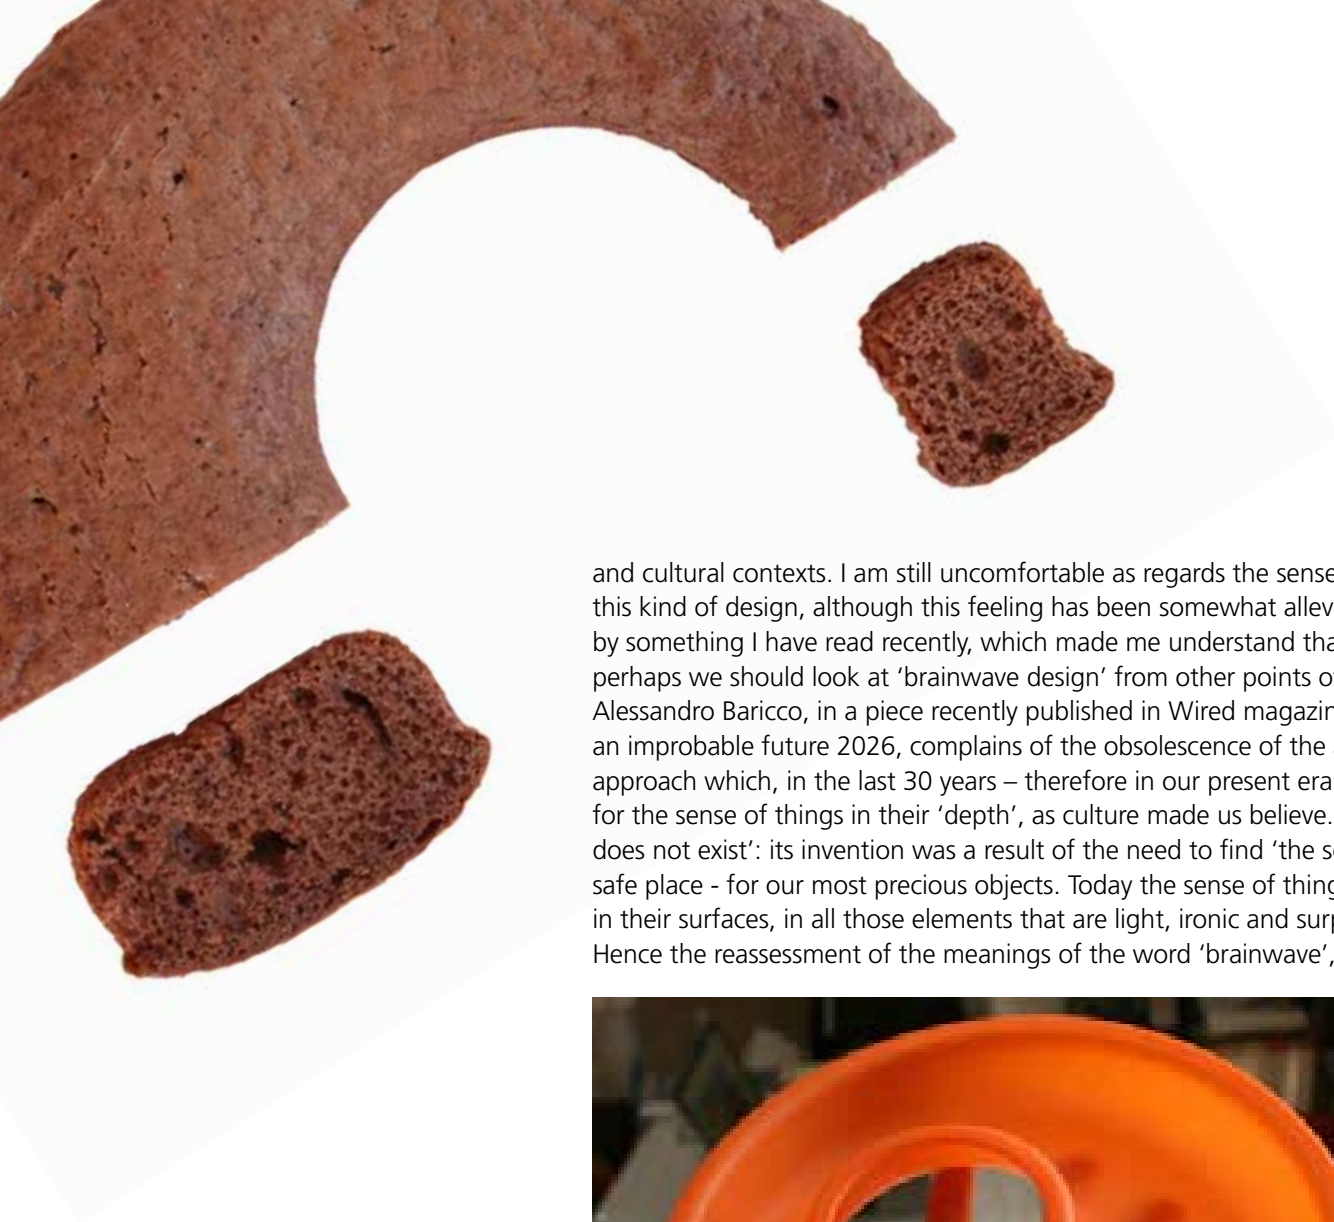 and cultural contexts. I am still uncomfortable as regards the sense
this kind of design, although this feeling has been somewhat allev
by something I have read recently, which made me understand tha
perhaps we should look at ‘brainwave design’ from other points o
Alessandro Baricco, in a piece recently published in Wired magazin
an improbable future 2026, complains of the obsolescence of the
approach which, in the last 30 years – therefore in our present era
for the sense of things in their ‘depth’, as culture made us believe.
does not exist’: its invention was a result of the need to find ‘the s
safe place - for our most precious objects. Today the sense of thing
in their surfaces, in all those elements that are light, ironic and surp
Hence the reassessment of the meanings of the word ‘brainwave’,